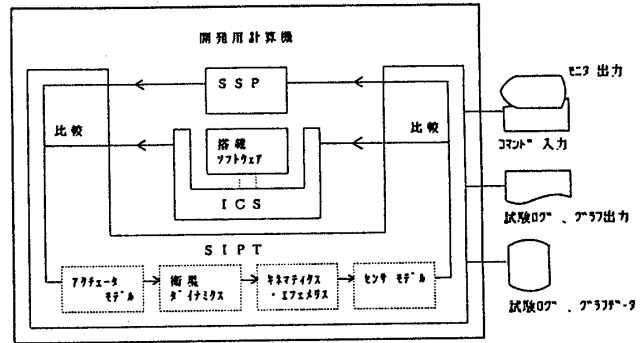 開発用計算機
SSP
モニタ 出力
比較
比較
搭載
ソフトウェア
コマンド 入力
ICS
試験ログ、グラフ出力
SIPT
アクチュータ
モデル
衛星
ダイナミクス
キネマティクス
・エフェメリス
センサ モデル
試験ログ、グラフデータ